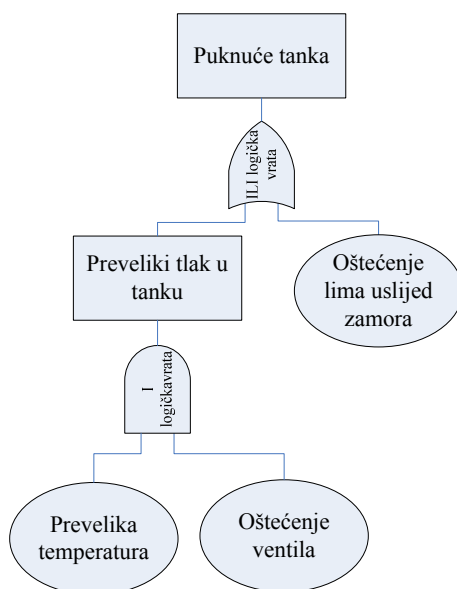 Puknuće tanka
ILI logička
vrata
Preveliki tlak u
tanku
Oštećenje
lima uslijed
zamora
I
logičkavrata
Prevelika
temperatura
Oštećenje
ventila